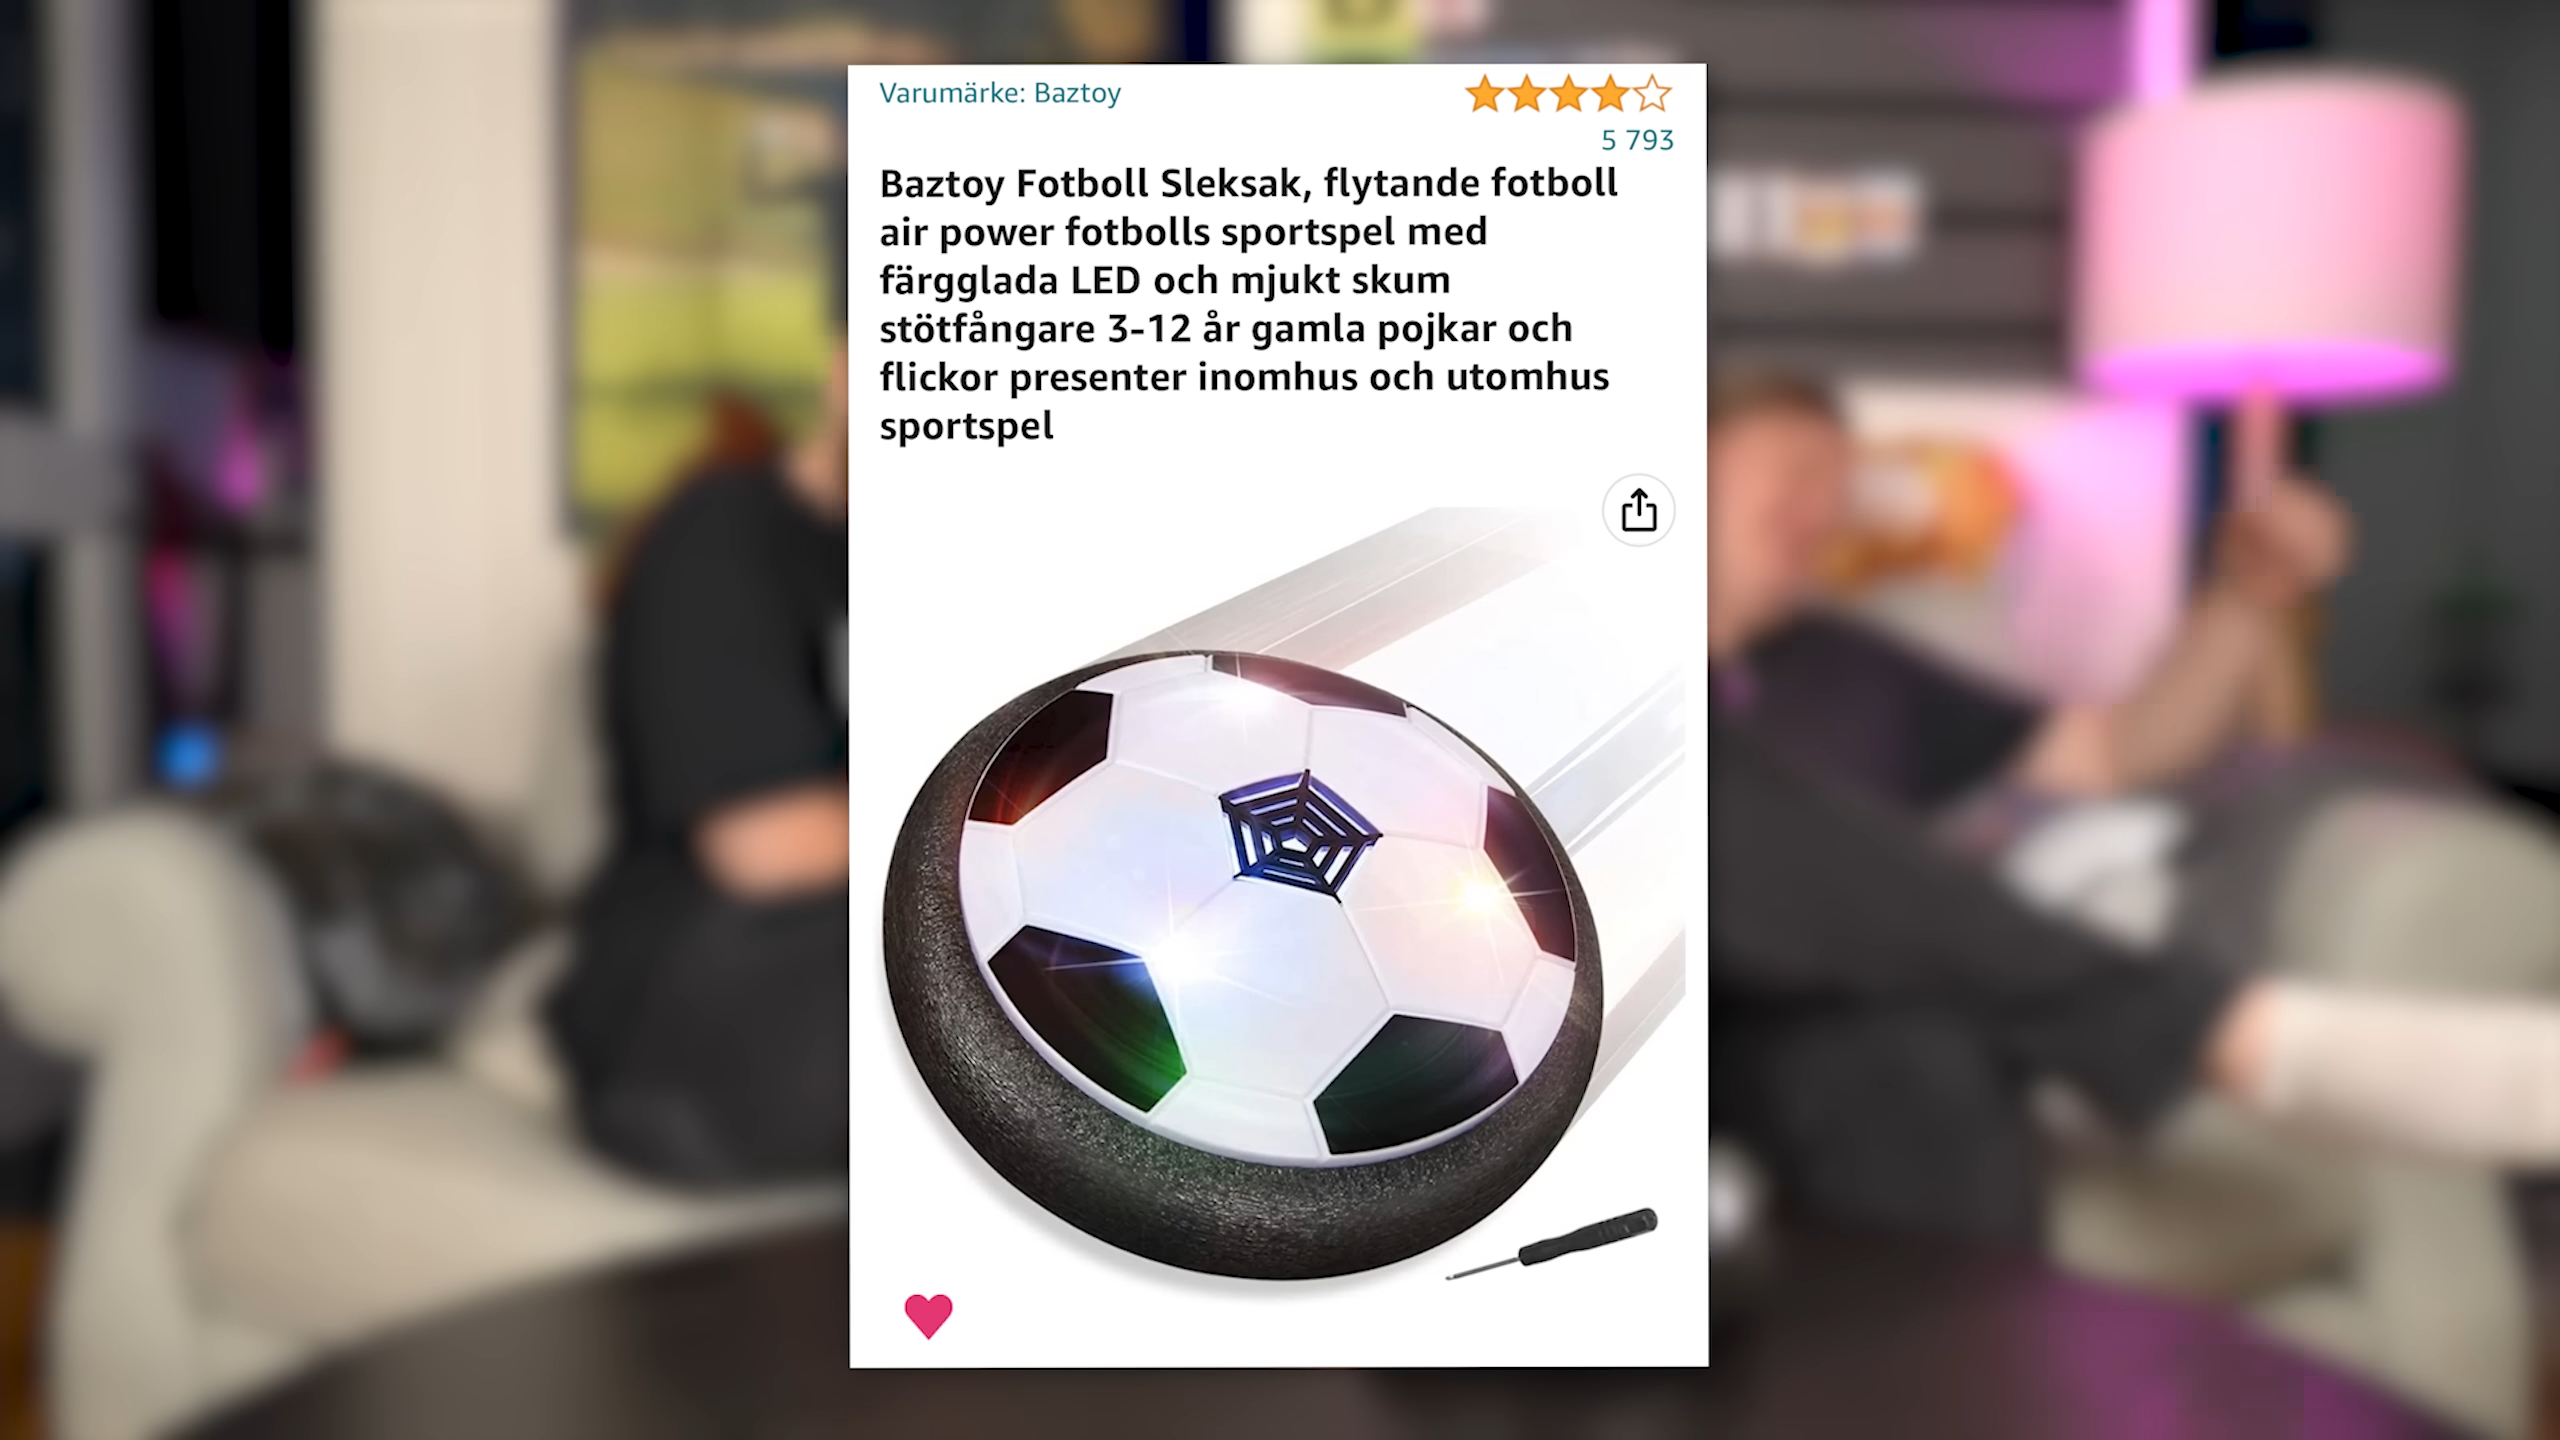 Varumärke: Baztoy
5 793
Baztoy Fotboll Sleksak, flytande fotboll
air power fotbolls sportspel med
färgglada LED och mjukt skum
stötfångare 3-12 år gamla pojkar och
flickor presenter inomhus och utomhus
sportspel